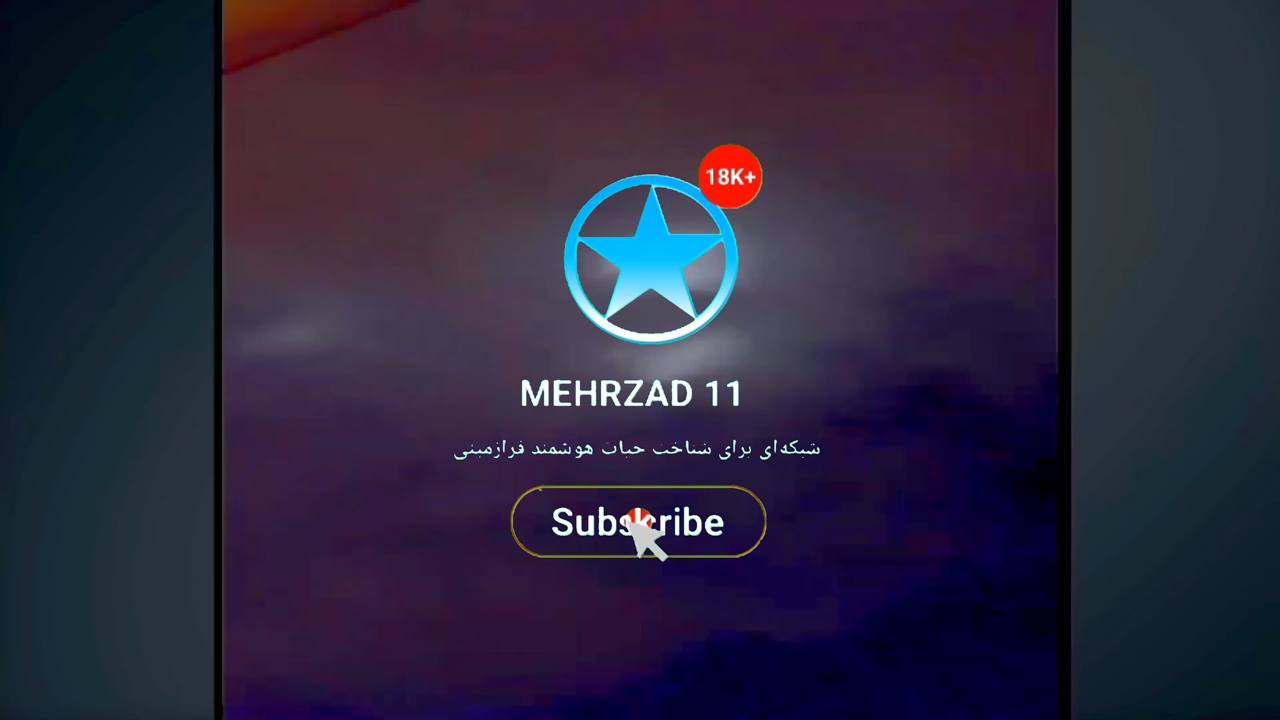 18K+
MEHRZAD 11
شبکه‌ای برای شناخت حیات هوشمند فرازمینی
Subscribe